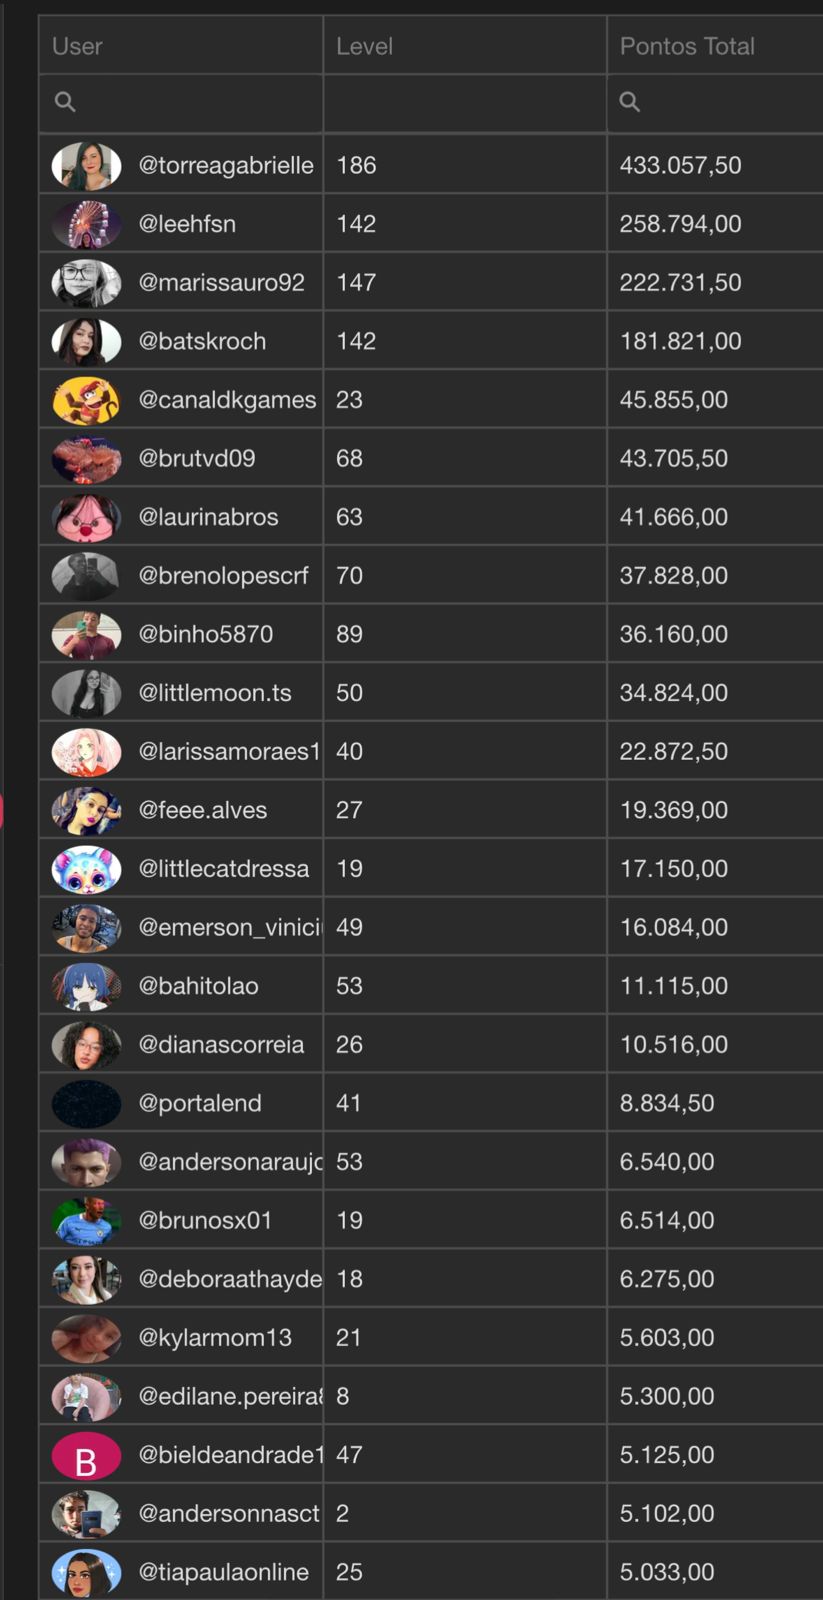 User Level Pontos Total
@torreagabrielle 186 433.057,50
@leehfsn 142 258.794,00
@marissauro92 147 222.731,50
@batskroch 142 181.821,00
@canaldkgames 23 45.855,00
@brutvd09 68 43.705,50
@laurinabros 63 41.666,00
@brenolopescrf 70 37.828,00
@binho5870 89 36.160,00
@littlemoon.ts 50 34.824,00
@larissamoraes1 40 22.872,50
@feee.alves 27 19.369,00
@littlecatdressa 19 17.150,00
@emerson_vinici 49 16.084,00
@bahitolao 53 11.115,00
@dianascorreia 26 10.516,00
@portalend 41 8.834,50
@andersonaraujo 53 6.540,00
@brunosx01 19 6.514,00
@deboraathayde 18 6.275,00
@kylarmom13 21 5.603,00
@edilane.pereira 8 5.300,00
B @bieldeandrade1 47 5.125,00
@andersonnasct 2 5.102,00
@tiapaulaonline 25 5.033,00